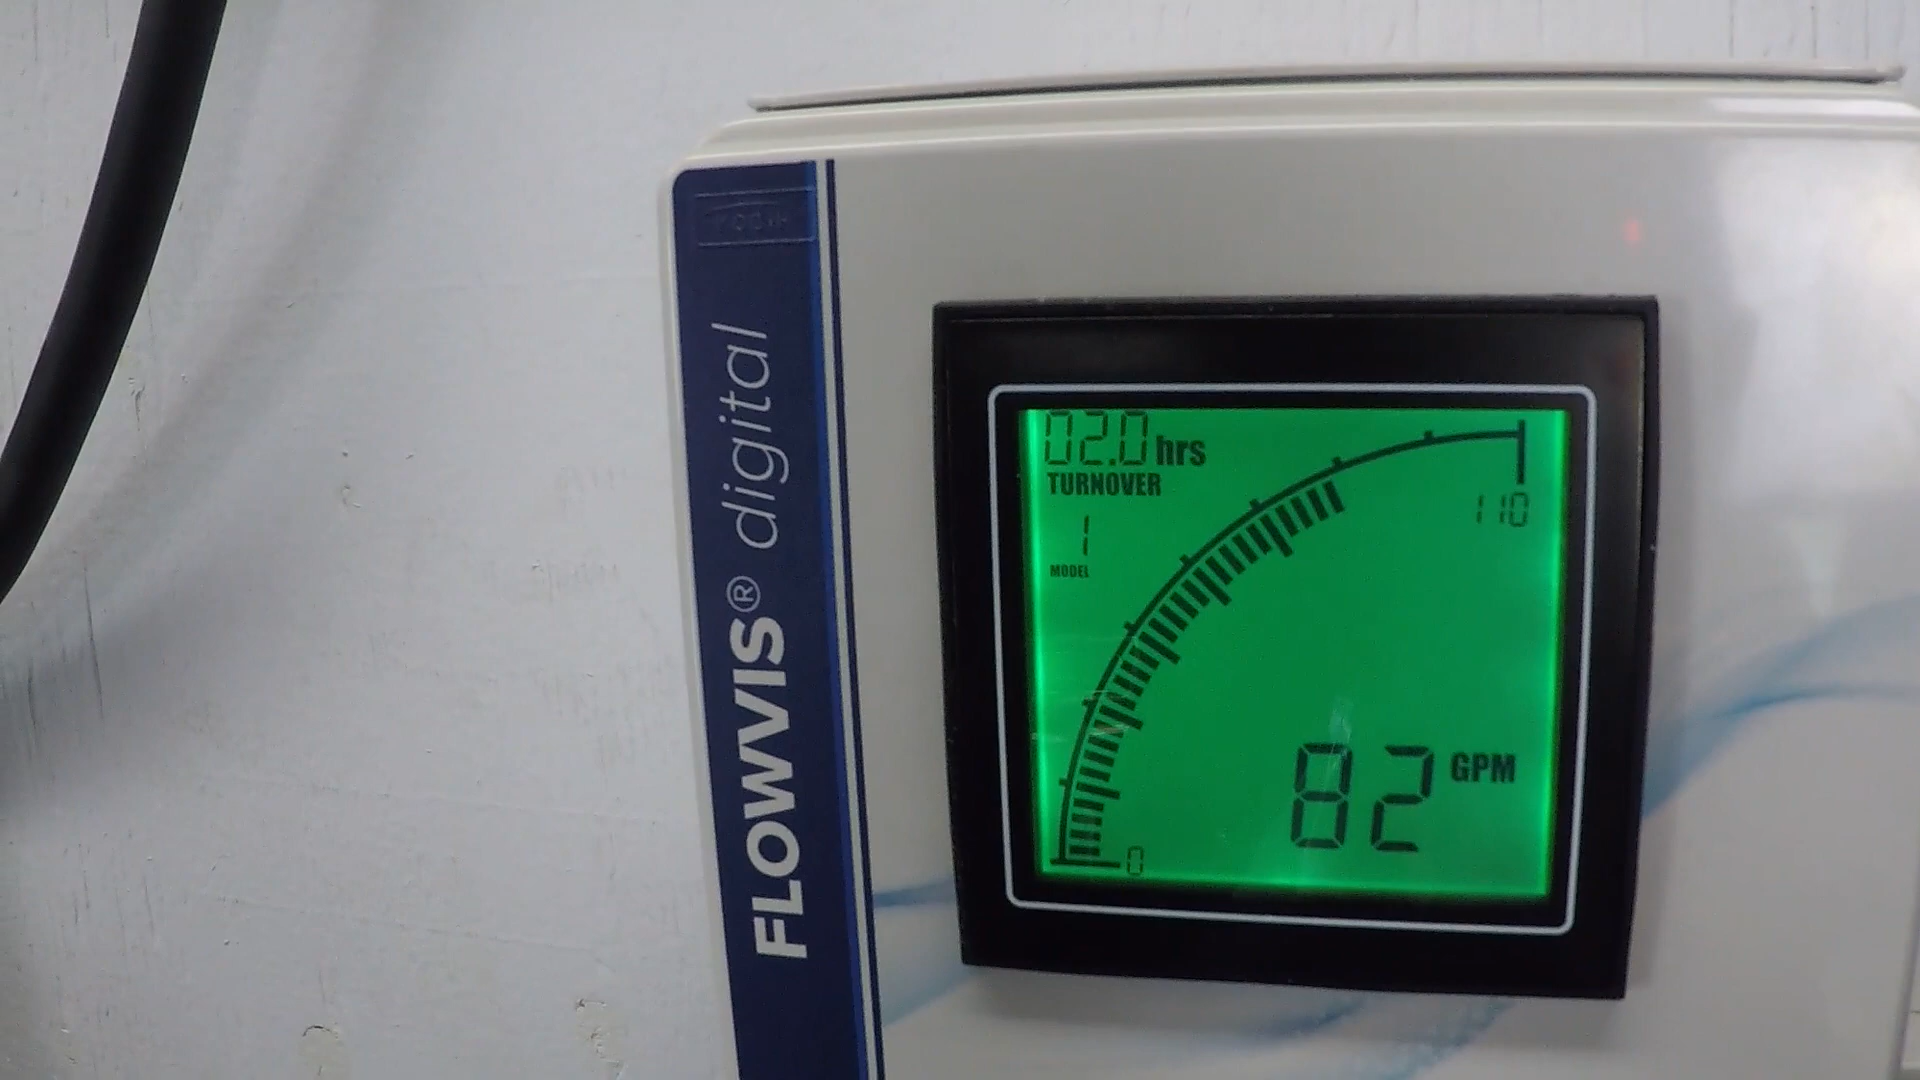 FLOWVIS® digital
02.0 hrs
TURNOVER
1
MODEL
110
82 GPM
0